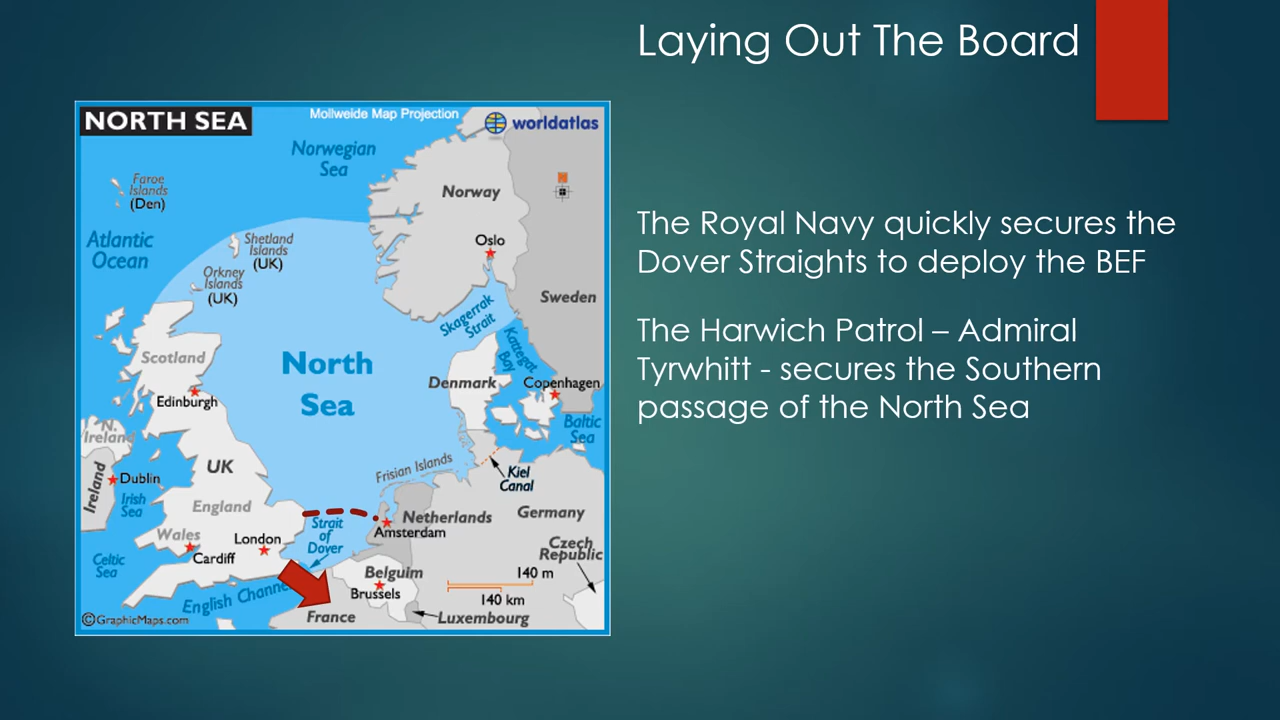 Laying Out The Board
NORTH SEA
Mollweide Map Projection
worldatlas
Norwegian
Sea
Faroe
Islands
(Den)
Norway
Atlantic
Ocean
Shetland
Islands
(UK)
Oslo
Orkney
Islands
(UK)
Sweden
Skagerrak
Strait
Kattegat
Bay
Scotland
North
Sea
Denmark
Copenhagen
Edinburgh
Baltic
Sea
N.
Ireland
Ireland
UK
Frisian Islands
Kiel
Canal
Dublin
Irish
Sea
England
Strait
of
Dover
Netherlands
Germany
Amsterdam
Wales
London
Cardiff
Czech
Republic
Celtic
Sea
Belguim
140 m
Brussels
140 km
English Channe
France
Luxembourg
©GraphicMaps.com
The Royal Navy quickly secures the
Dover Straights to deploy the BEF
The Harwich Patrol – Admiral
Tyrwhitt - secures the Southern
passage of the North Sea